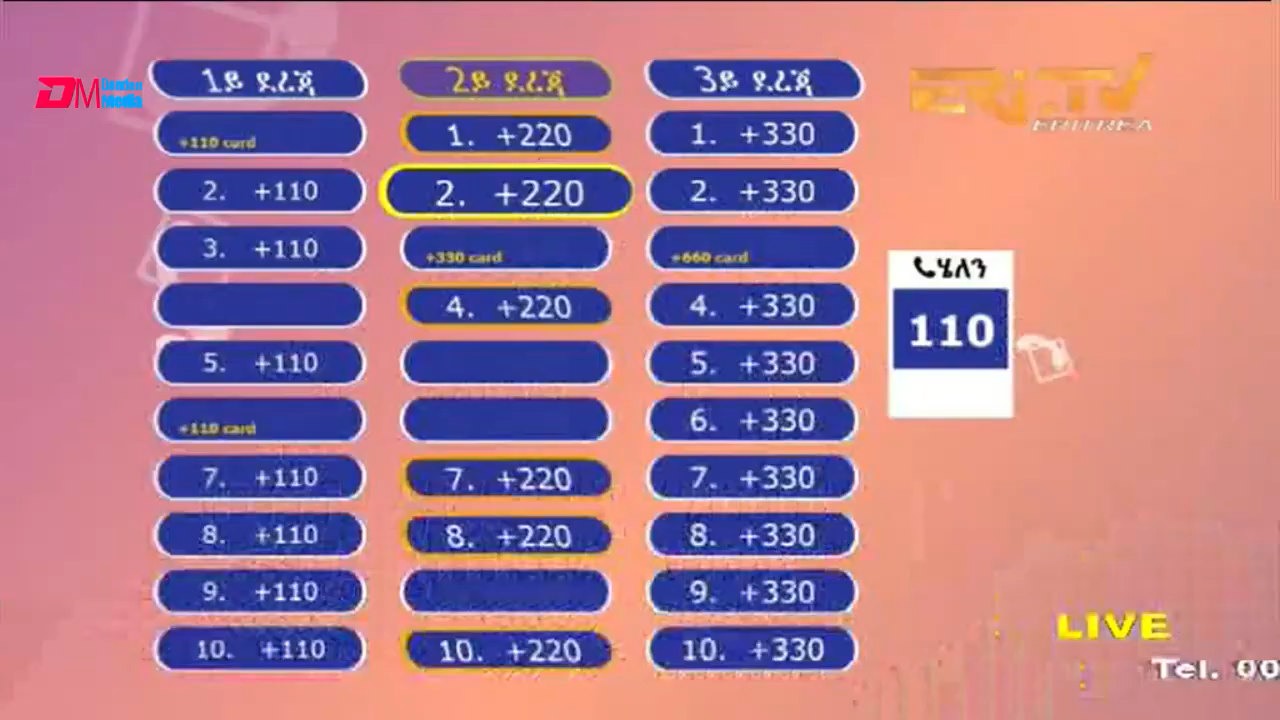 DM Danden Media
1ይ ደረጃ
2ይ ደረጃ
3ይ ደረጃ
ERi-TV
ERITREA
+110 card
1. +220
1. +330
2. +110
2. +220
2. +330
3. +110
+330 card
+660 card
ሄለን
4. +220
4. +330
110
5. +110
5. +330
+110 card
6. +330
7. +110
7. +220
7. +330
8. +110
8. +220
8. +330
9. +110
9. +330
LIVE
10. +110
10. +220
10. +330
Tel. 00